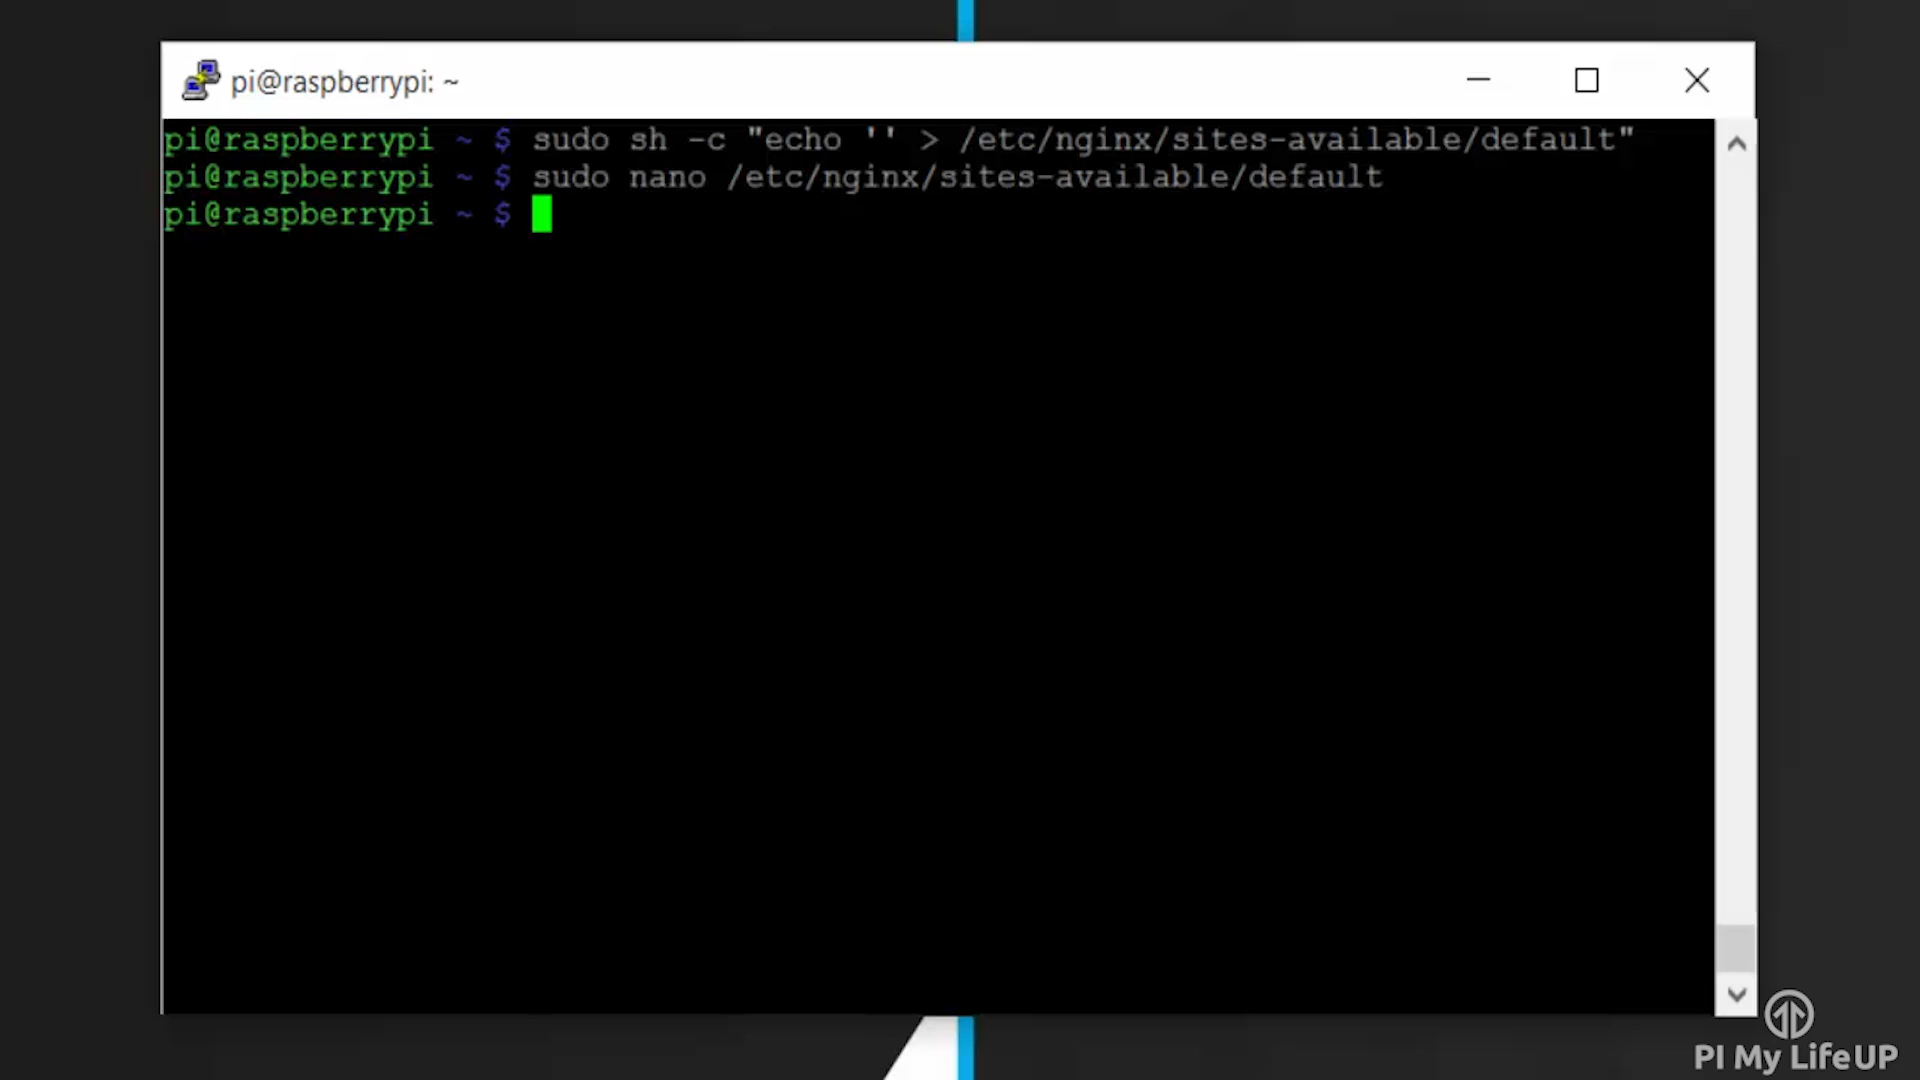 pi@raspberrypi: ~
pi@raspberrypi ~ $ sudo sh -c "echo '' > /etc/nginx/sites-available/default"
pi@raspberrypi ~ $ sudo nano /etc/nginx/sites-available/default
pi@raspberrypi ~ $
PI My LifeUP